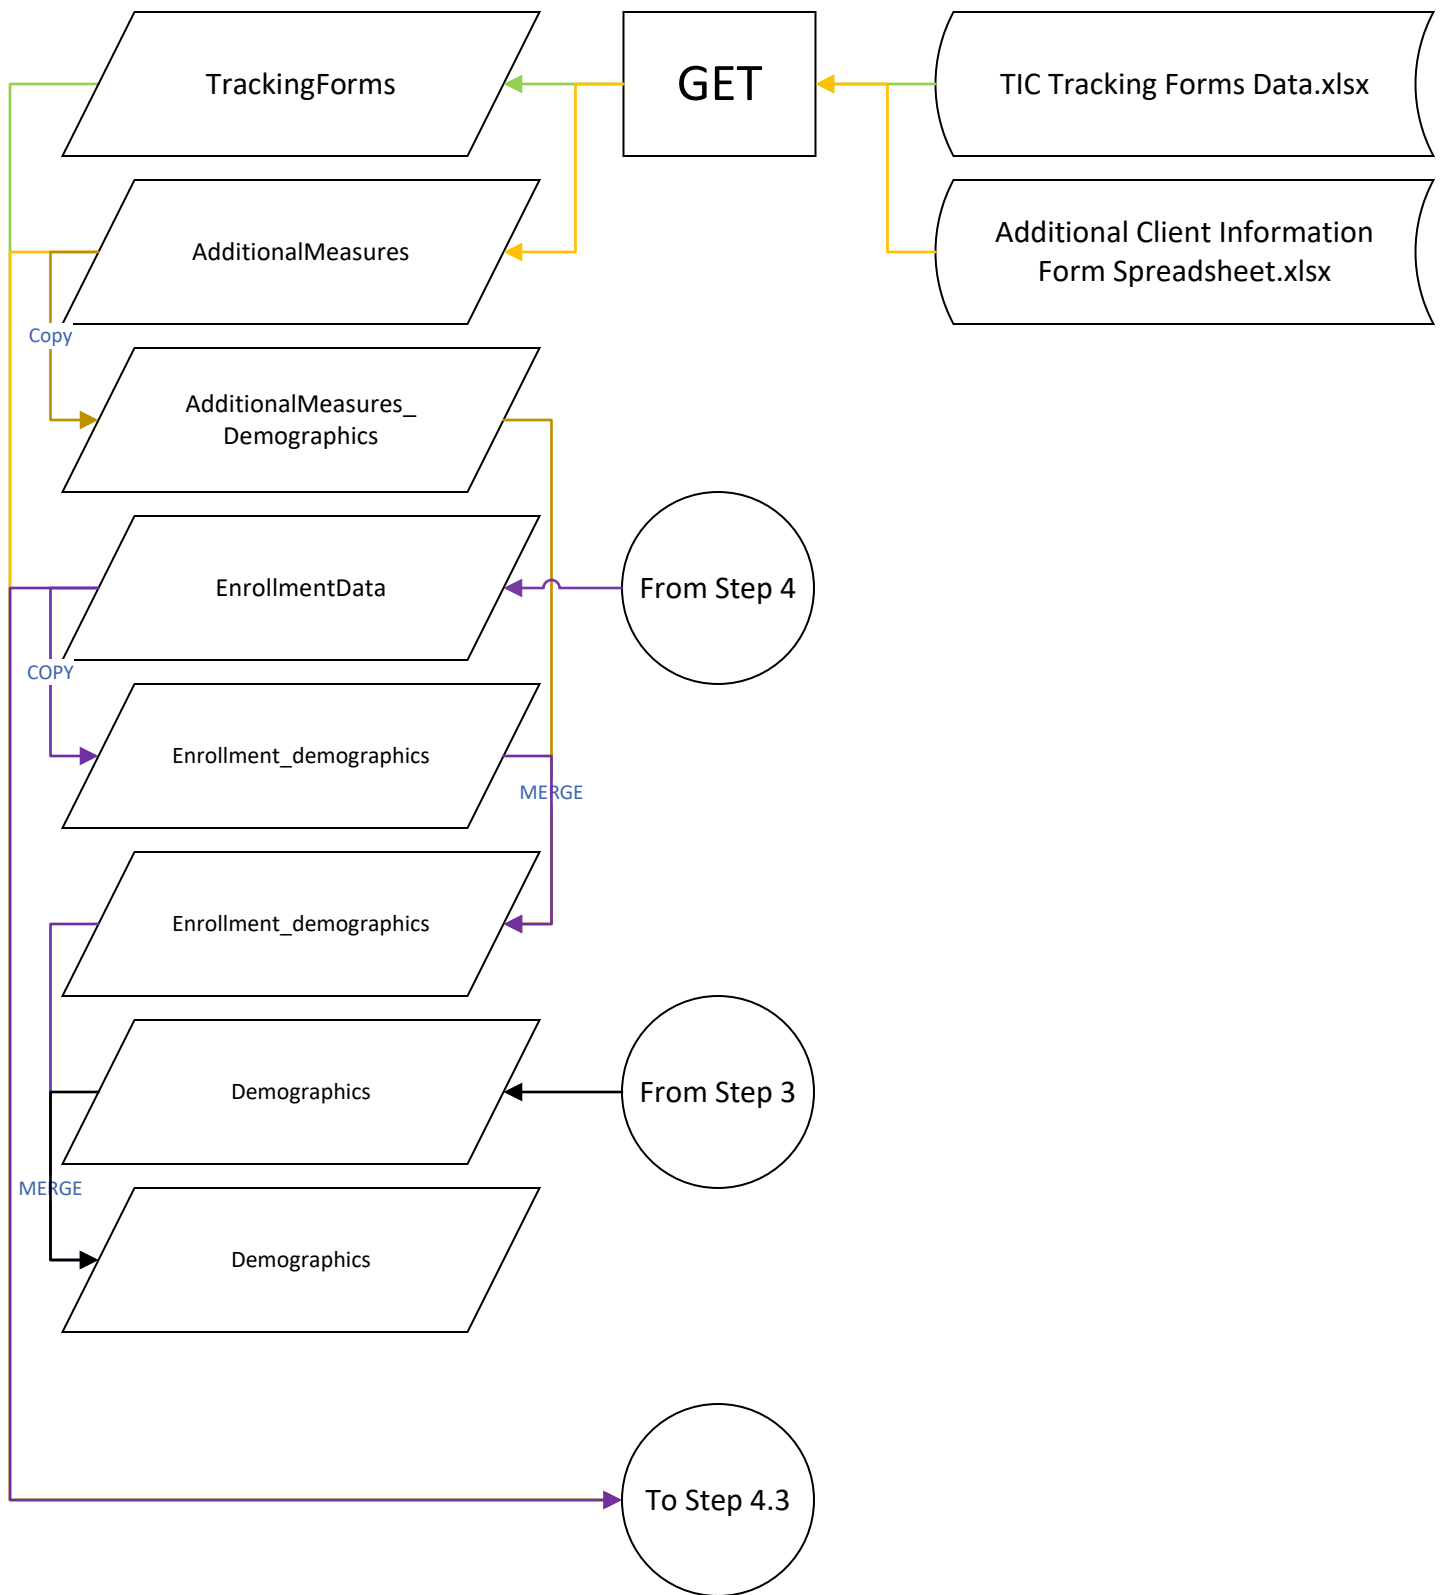 TrackingForms
GET
TIC Tracking Forms Data.xlsx
AdditionalMeasures
Additional Client Information
Form Spreadsheet.xlsx
Copy
AdditionalMeasures_
Demographics
EnrollmentData
From Step 4
COPY
Enrollment_demographics
MERGE
Enrollment_demographics
Demographics
From Step 3
MERGE
Demographics
To Step 4.3